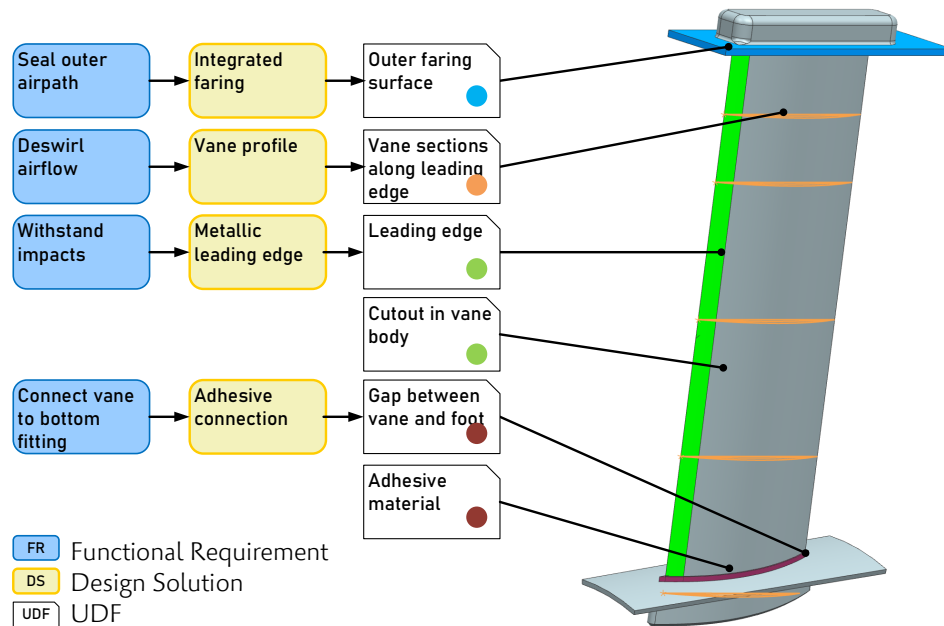 Seal outer
airpath
Integrated
faring
Outer faring
surface
Deswirl
airflow
Vane profile
Vane sections
along leading
edge
Withstand
impacts
Metallic
leading edge
Leading edge
Cutout in vane
body
Connect vane
to bottom
fitting
Adhesive
connection
Gap between
vane and foot
Adhesive
material
FR Functional Requirement
DS Design Solution
UDF UDF